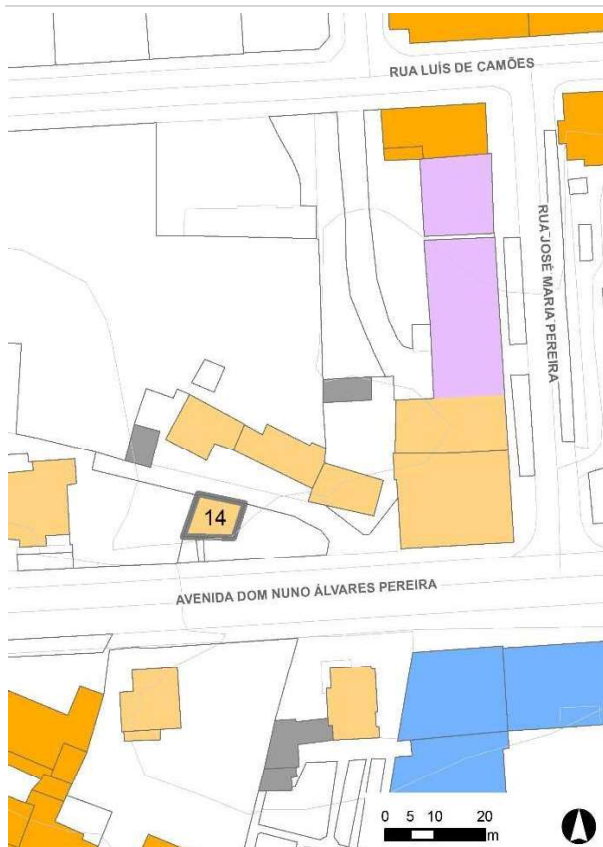 RUA LUÍS DE CAMÕES
RUA JOSÉ MARIA PEREIRA
14
AVENIDA DOM NUNO ÁLVARES PEREIRA
0 5 10 20
m